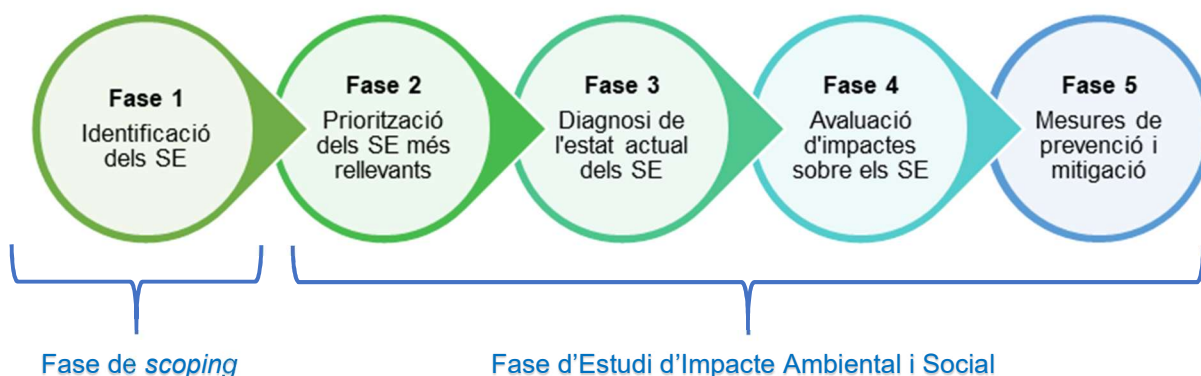 Fase 1
Identificació
dels SE
Fase 2
Priorització
dels SE més
rellevants
Fase 3
Diagnosi de
l'estat actual
dels SE
Fase 4
Avaluació
d'impactes
sobre els SE
Fase 5
Mesures de
prevenció i
mitigació
Fase de scoping
Fase d’Estudi d’Impacte Ambiental i Social